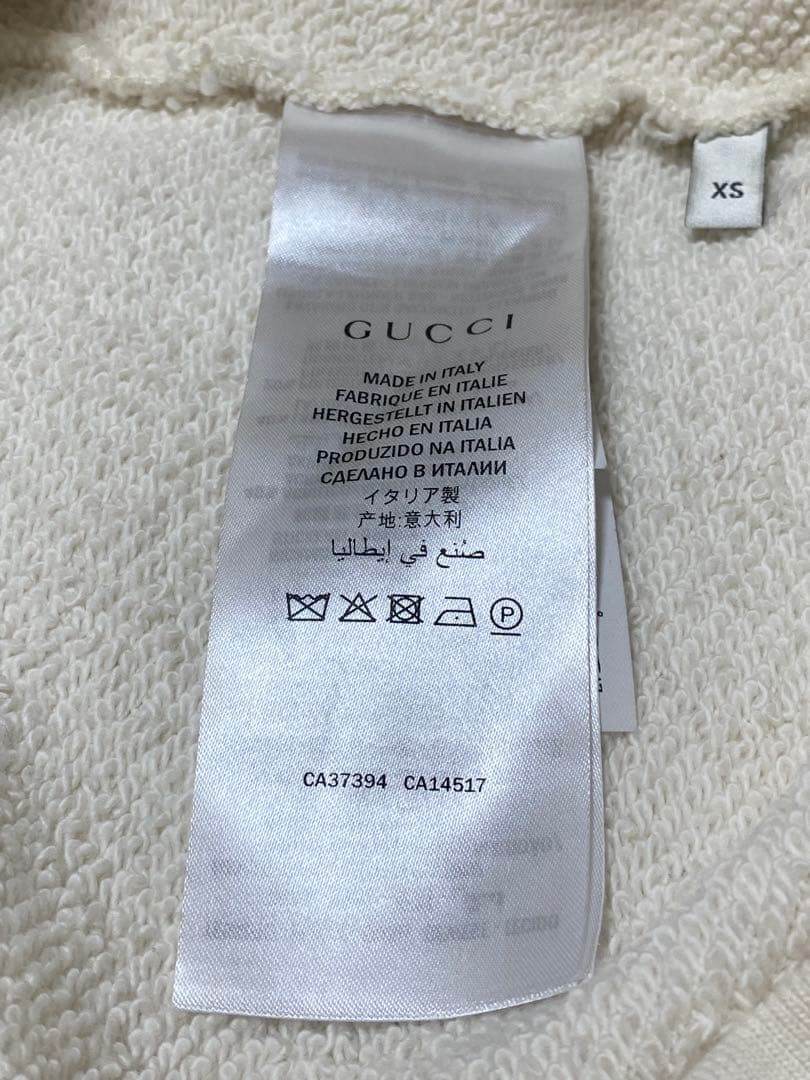 XS
GUCCI
MADE IN ITALY
FABRIQUE EN ITALIE
HERGESTELLT IN ITALIEN
HECHO EN ITALIA
PRODUZIDO NA ITALIA
СДЕЛАНО В ИТАЛИИ
イタリア製
产地:意大利
صُنع في إيطاليا
P
CA37394 CA14517